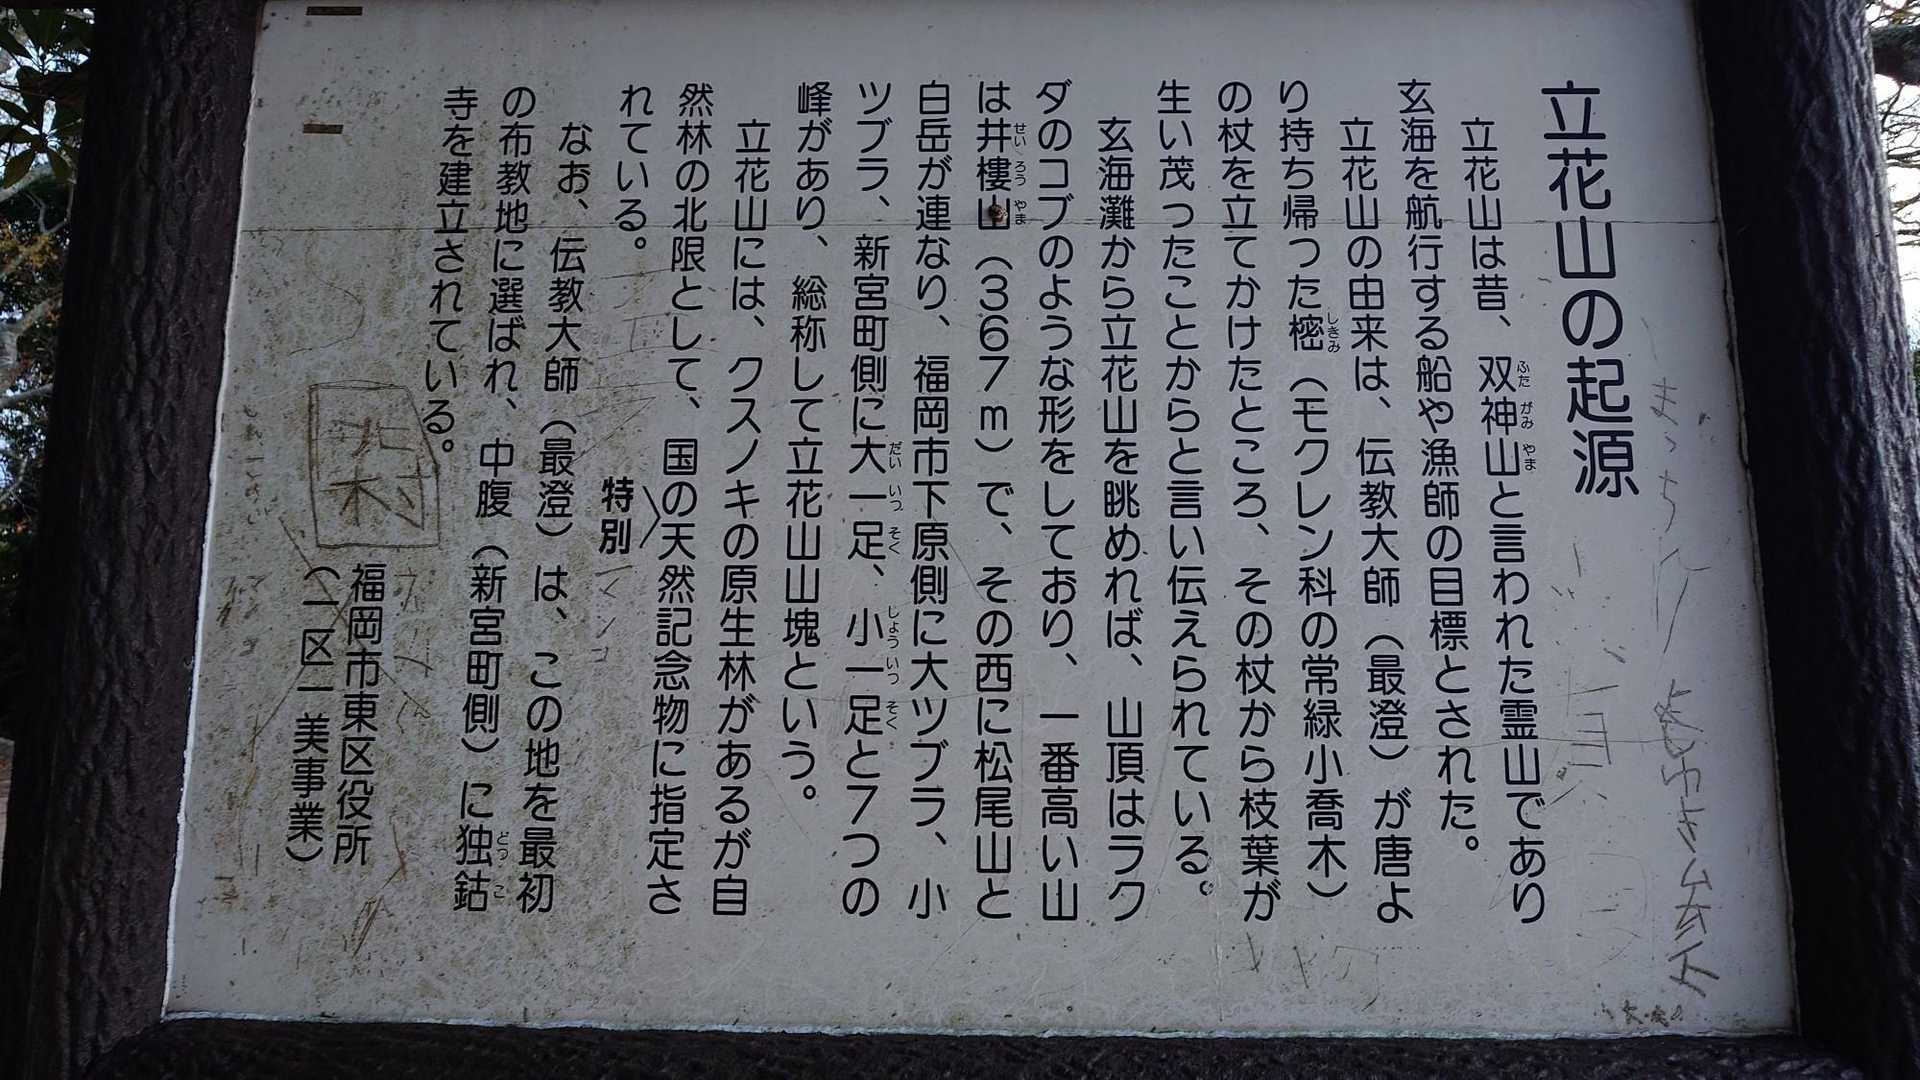 立花山の起源
立花山は昔、双神山と言われた霊山であり
玄海を航行する船や漁師の目標とされた。
立花山の由来は、伝教大師（最澄）が唐よ
り持ち帰った樒（モクレン科の常緑小喬木）
の杖を立てかけたところ、その杖から枝葉が
生い茂ったことからと言い伝えられている。
玄海灘から立花山を眺めれば、山頂はラク
ダのコブのような形をしており、一番高い山
は井樓山（３６７ｍ）で、その西に松尾山と
白岳が連なり、福岡市下原側に大ツブラ、小
ツブラ、新宮町側に大一足、小一足と７つの
峰があり、総称して立花山山塊という。
立花山には、クスノキの原生林があるが自
然林の北限として、国の天然記念物に指定さ
特別
れている。
なお、伝教大師（最澄）は、この地を最初
の布教地に選ばれ、中腹（新宮町側）に独鈷
寺を建立されている。
福岡市東区役所
（一区一美事業）